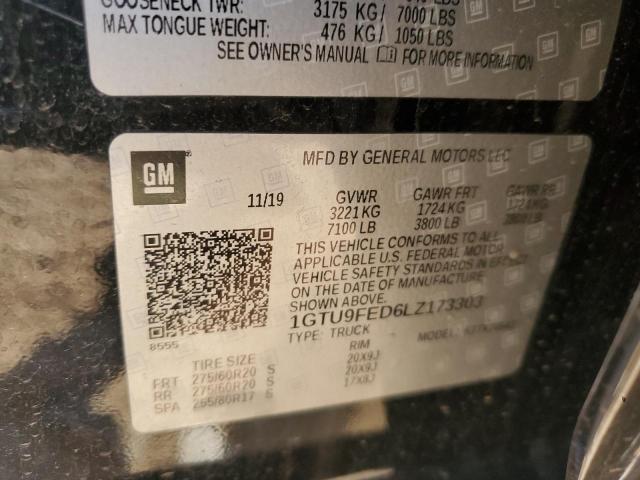 GOOSENECK TWR: 3175 KG / 7000 LBS
MAX TONGUE WEIGHT: 476 KG / 1050 LBS
SEE OWNER'S MANUAL FOR MORE INFORMATION
GM
MFD BY GENERAL MOTORS LLC
11/19 GVWR GAWR FRT GAWR RR
3221 KG 1724 KG 1724 KG
7100 LB 3800 LB 3800 LB
THIS VEHICLE CONFORMS TO ALL
APPLICABLE U.S. FEDERAL MOTOR
VEHICLE SAFETY STANDARDS IN EFFECT
ON THE DATE OF MANUFACTURE
SHOWN ABOVE.
1GTU9FED6LZ173303
8555
TYPE: TRUCK MODEL:
TIRE SIZE RIM
FRT 275/60R20 S 20X9J
RR 275/60R20 S 20X9J
SPA 255/80R17 S 17X8J